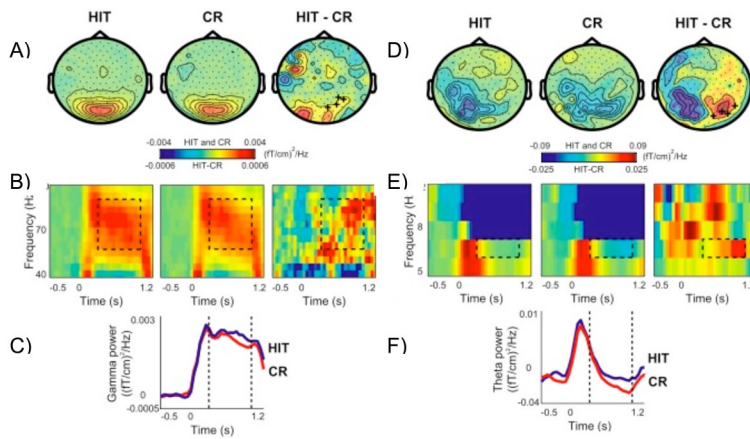 HIT CR HIT - CR
A)
-0.004 HIT and CR 0.004
(fT/cm)²/Hz
-0.0006 HIT-CR 0.0006
B)
Frequency (H
70
40
-0.5 0 1.2 -0.5 0 1.2 -0.5 0 1.2
Time (s) Time (s) Time (s)
C)
Gamma power
((fT/cm)²/Hz)
0.003
0
-0.0005
HIT
CR
-0.5 0 1.2
Time (s)
HIT CR HIT - CR
D)
-0.09 HIT and CR 0.09
(fT/cm)²/Hz
-0.025 HIT-CR 0.025
E)
Frequency (H
8
5
-0.5 0 1.2 -0.5 0 1.2 -0.5 0 1.2
Time (s) Time (s) Time (s)
F)
Theta power
((fT/cm)²/Hz)
0.01
0
-0.04
HIT
CR
-0.5 0 1.2
Time (s)